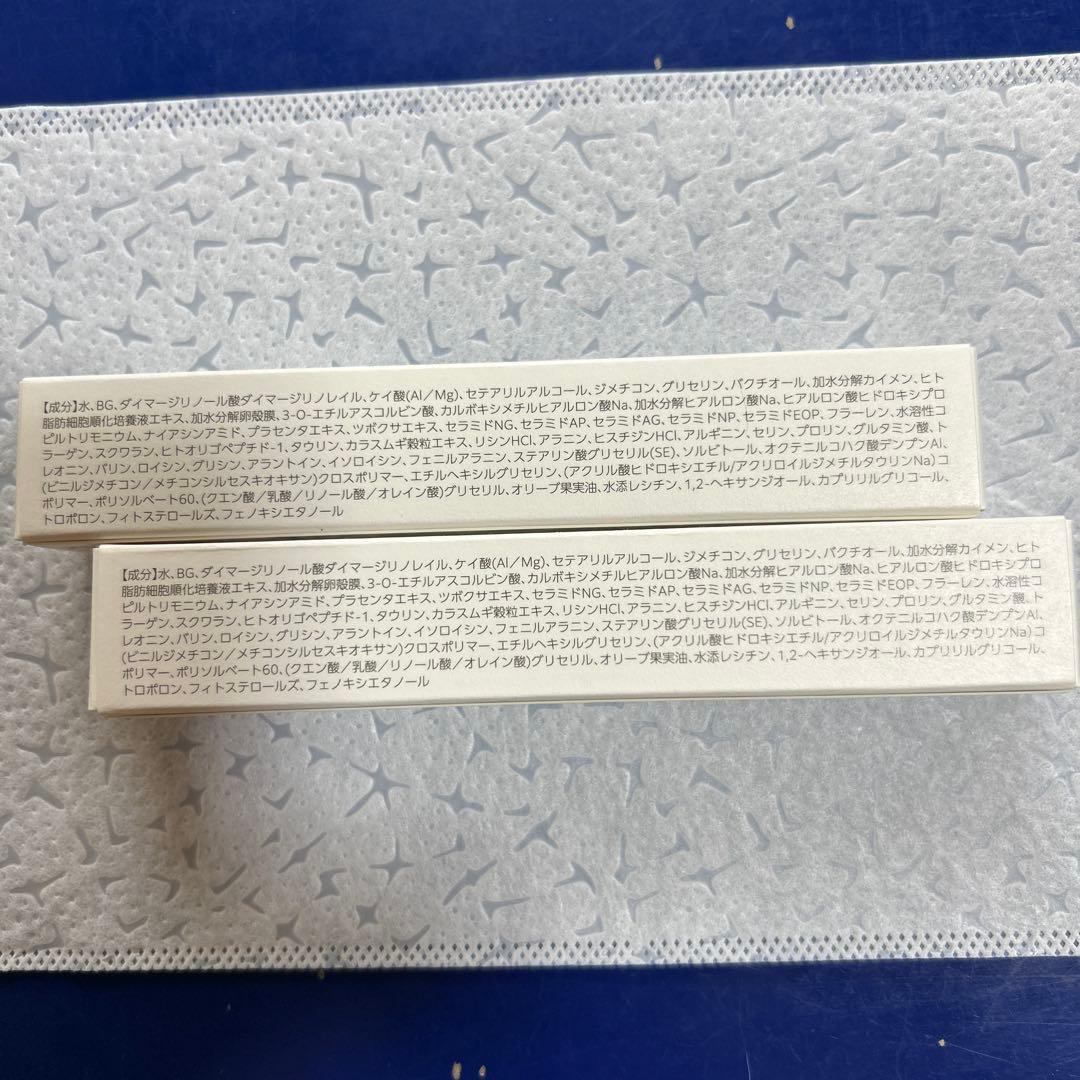 【成分】水、BG、ダイマージリノール酸ダイマージリノレイル、ケイ酸(Al／Mg)、セテアリルアルコール、ジメチコン、グリセリン、バクチオール、加水分解カイメン、ヒト
脂肪細胞順化培養液エキス、加水分解卵殻膜、3-O-エチルアスコルビン酸、カルボキシメチルヒアルロン酸Na、加水分解ヒアルロン酸Na、ヒアルロン酸ヒドロキシプロ
ピルトリモニウム、ナイアシンアミド、プラセンタエキス、ツボクサエキス、セラミドNG、セラミドAP、セラミドAG、セラミドNP、セラミドEOP、フラーレン、水溶性コ
ラーゲン、スクワラン、ヒトオリゴペプチド-1、タウリン、カラスムギ穀粒エキス、リシンHCl、アラニン、ヒスチジンHCl、アルギニン、セリン、プロリン、グルタミン酸、ト
レオニン、バリン、ロイシン、グリシン、アラントイン、イソロイシン、フェニルアラニン、ステアリン酸グリセリル(SE)、ソルビトール、オクテニルコハク酸デンプンAl、
(ビニルジメチコン／メチコンシルセスキオキサン)クロスポリマー、エチルヘキシルグリセリン、(アクリル酸ヒドロキシエチル/アクリロイルジメチルタウリンNa)コ
ポリマー、ポリソルベート60、(クエン酸／乳酸／リノール酸／オレイン酸)グリセリル、オリーブ果実油、水添レシチン、1,2-ヘキサンジオール、カプリリルグリコール、
トロポロン、フィトステロールズ、フェノキシエタノール
【成分】水、BG、ダイマージリノール酸ダイマージリノレイル、ケイ酸(Al／Mg)、セテアリルアルコール、ジメチコン、グリセリン、バクチオール、加水分解カイメン、ヒト
脂肪細胞順化培養液エキス、加水分解卵殻膜、3-O-エチルアスコルビン酸、カルボキシメチルヒアルロン酸Na、加水分解ヒアルロン酸Na、ヒアルロン酸ヒドロキシプロ
ピルトリモニウム、ナイアシンアミド、プラセンタエキス、ツボクサエキス、セラミドNG、セラミドAP、セラミドAG、セラミドNP、セラミドEOP、フラーレン、水溶性コ
ラーゲン、スクワラン、ヒトオリゴペプチド-1、タウリン、カラスムギ穀粒エキス、リシンHCl、アラニン、ヒスチジンHCl、アルギニン、セリン、プロリン、グルタミン酸、ト
レオニン、バリン、ロイシン、グリシン、アラントイン、イソロイシン、フェニルアラニン、ステアリン酸グリセリル(SE)、ソルビトール、オクテニルコハク酸デンプンAl、
(ビニルジメチコン／メチコンシルセスキオキサン)クロスポリマー、エチルヘキシルグリセリン、(アクリル酸ヒドロキシエチル/アクリロイルジメチルタウリンNa)コ
ポリマー、ポリソルベート60、(クエン酸／乳酸／リノール酸／オレイン酸)グリセリル、オリーブ果実油、水添レシチン、1,2-ヘキサンジオール、カプリリルグリコール、
トロポロン、フィトステロールズ、フェノキシエタノール